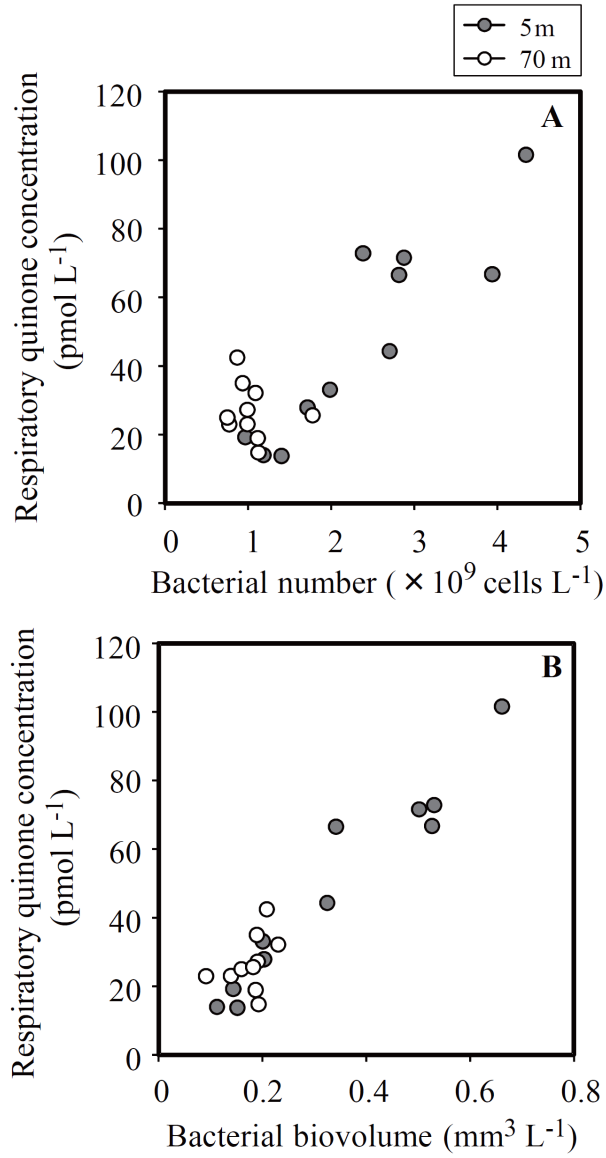 5 m
70 m
A
Respiratory quinone concentration
(pmol L-1)
120
100
80
60
40
20
0
0 1 2 3 4 5
Bacterial number ( × 10⁹ cells L⁻¹)
B
Respiratory quinone concentration
(pmol L⁻¹)
120
100
80
60
40
20
0
0 0.2 0.4 0.6 0.8
Bacterial biovolume (mm³ L⁻¹)